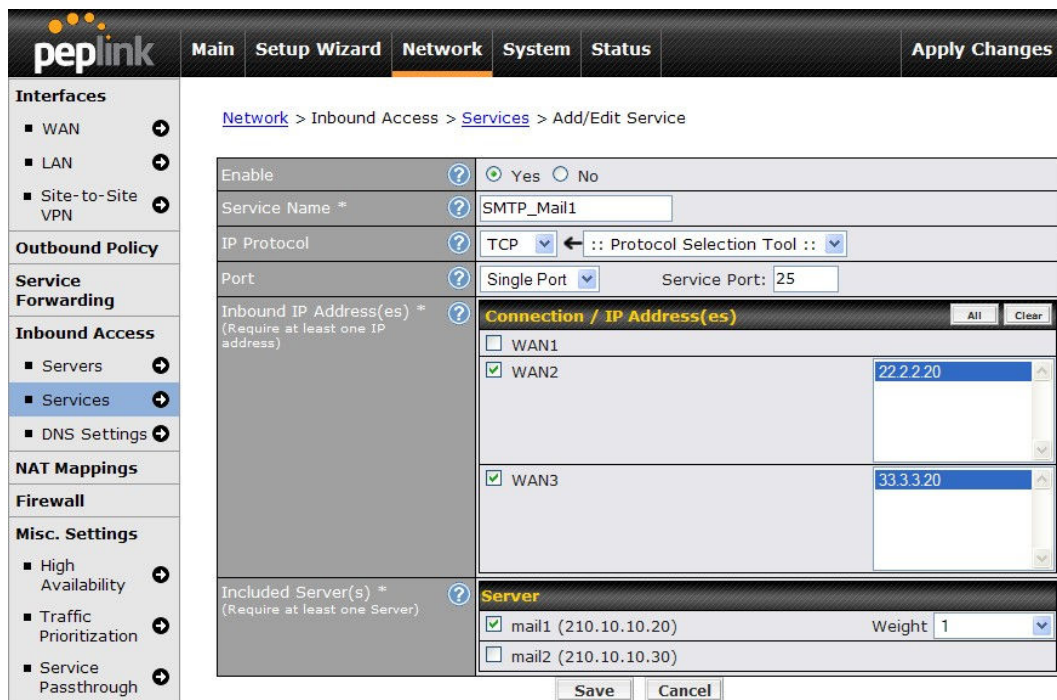 peplink
Main Setup Wizard Network System Status Apply Changes
Interfaces
WAN
LAN
Site-to-Site
VPN
Outbound Policy
Service
Forwarding
Inbound Access
Servers
Services
DNS Settings
NAT Mappings
Firewall
Misc. Settings
High
Availability
Traffic
Prioritization
Service
Passthrough
Network > Inbound Access > Services > Add/Edit Service
Enable ? Yes No
Service Name * ? SMTP_Mail1
IP Protocol ? TCP :: Protocol Selection Tool ::
Port ? Single Port Service Port: 25
Inbound IP Address(es) * ?
(Require at least one IP
address)
Connection / IP Address(es) All Clear
WAN1
WAN2 22.2.2.20
WAN3 33.3.3.20
Included Server(s) * ?
(Require at least one Server)
Server
mail1 (210.10.10.20) Weight 1
mail2 (210.10.10.30)
Save Cancel